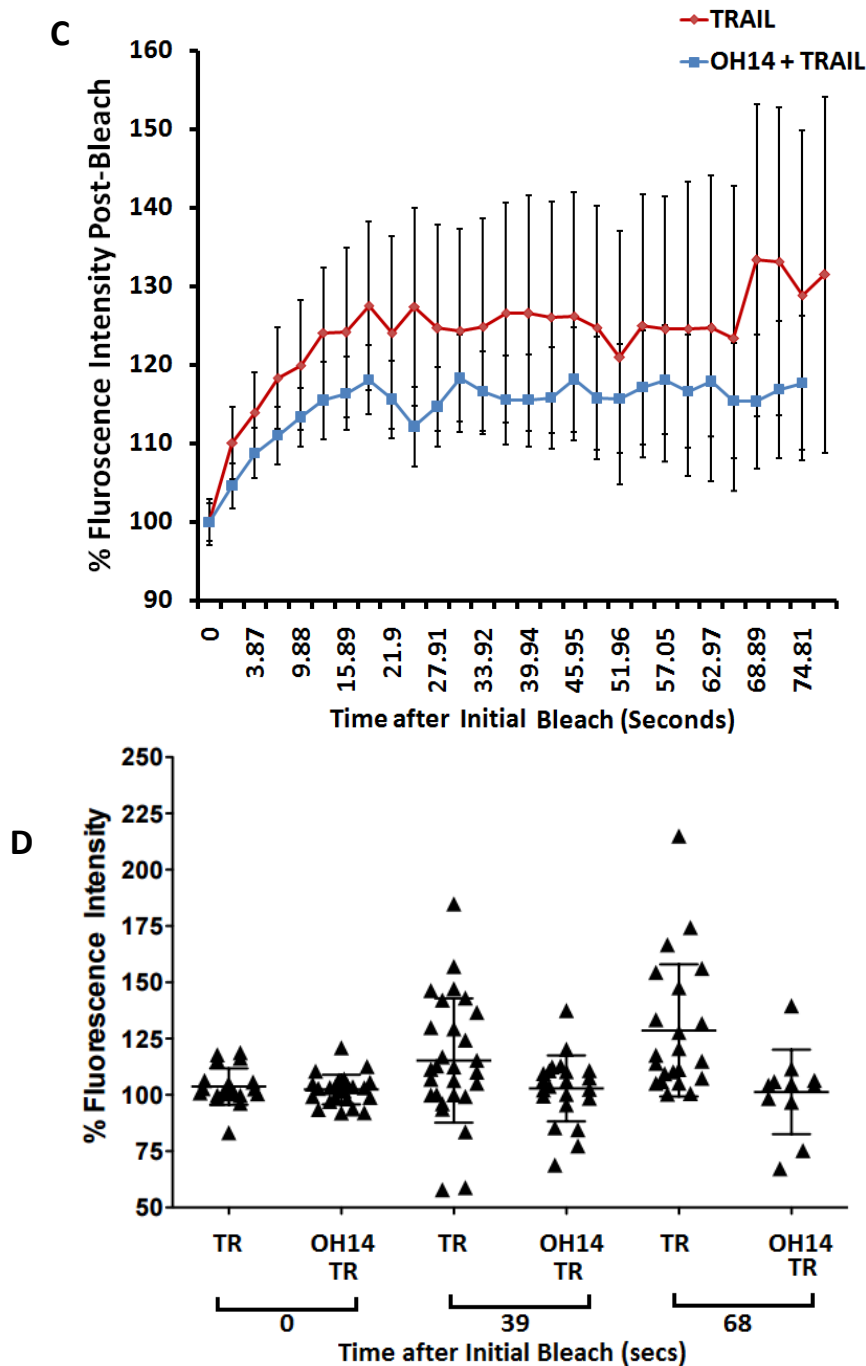 C
TRAIL
OH14 + TRAIL
% Fluroscence Intensity Post-Bleach
160
150
140
130
120
110
100
90
0
3.87
9.88
15.89
21.9
27.91
33.92
39.94
45.95
51.96
57.05
62.97
68.89
74.81
Time after Initial Bleach (Seconds)
D
% Fluorescence Intensity
250
225
200
175
150
125
100
75
50
TR
OH14 TR
TR
OH14 TR
TR
OH14 TR
0
39
68
Time after Initial Bleach (secs)